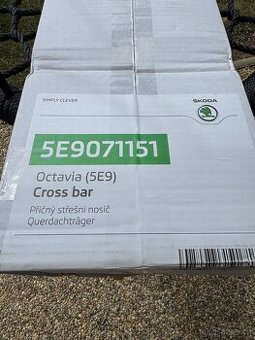 SIMPLY CLEVER
ŠKODA
5E9071151
Octavia (5E9)
Cross bar
Příčný střešní nosič
Querdachträger